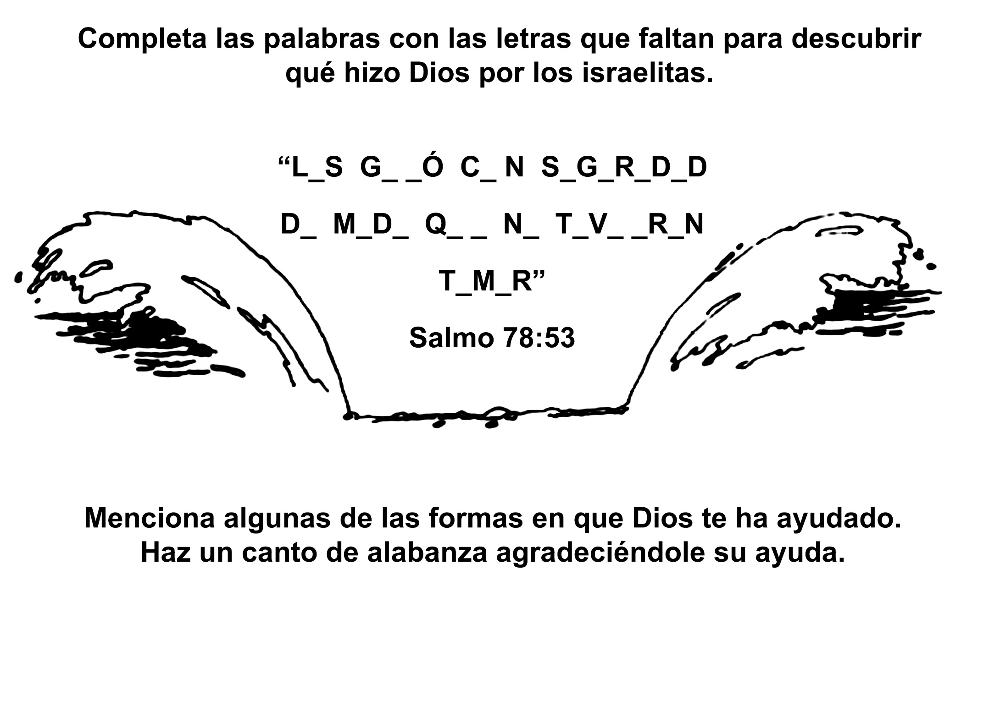 Completa las palabras con las letras que faltan para descubrir
qué hizo Dios por los israelitas.
“L_S G_ _Ó C_ N S_G_R_D_D
D_ M_D_ Q_ _ N_ T_V_ _R_N
T_M_R”
Salmo 78:53
Menciona algunas de las formas en que Dios te ha ayudado.
Haz un canto de alabanza agradeciéndole su ayuda.